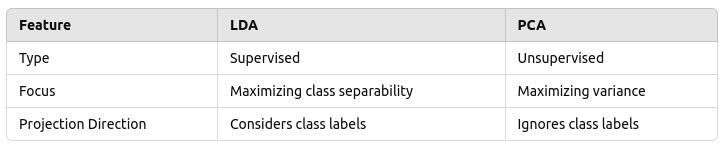 Feature LDA PCA
Type Supervised Unsupervised
Focus Maximizing class separability Maximizing variance
Projection Direction Considers class labels Ignores class labels